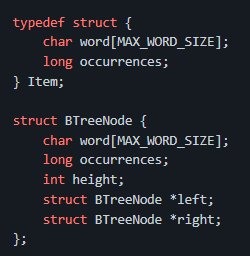 typedef struct {
    char word[MAX_WORD_SIZE];
    long occurrences;
} Item;

struct BTreeNode {
    char word[MAX_WORD_SIZE];
    long occurrences;
    int height;
    struct BTreeNode *left;
    struct BTreeNode *right;
};